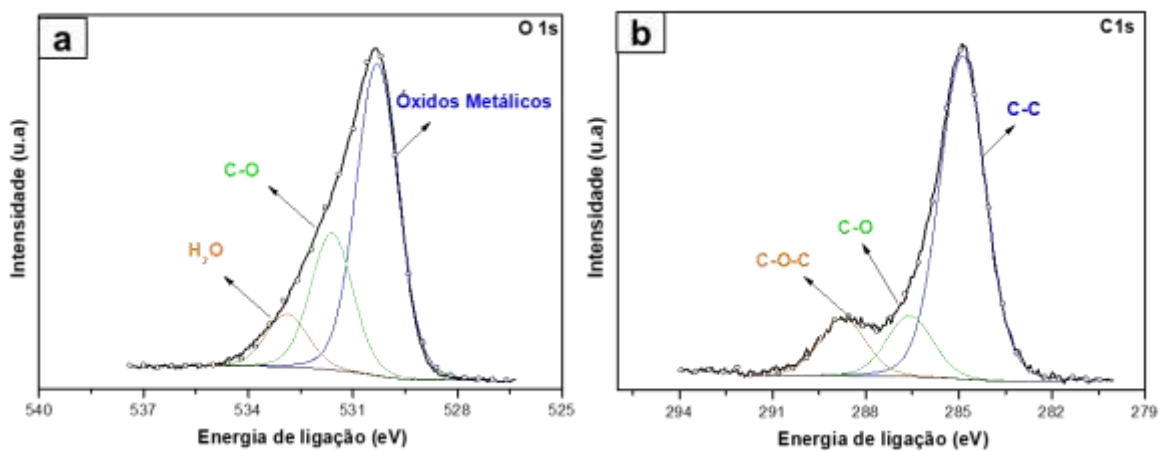 a
O 1s
Óxidos Metálicos
C-O
H₂O
Intensidade (u.a)
540 537 534 531 528 525
Energia de ligação (eV)
b
C1s
C-C
C-O
C-O-C
Intensidade (u.a)
294 291 288 285 282 279
Energia de ligação (eV)